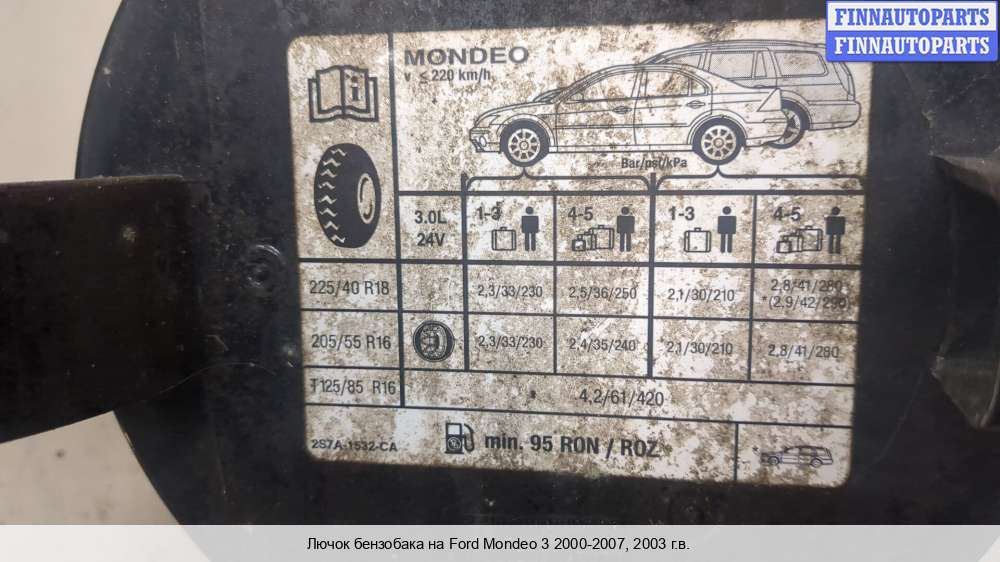 FINNAUTOPARTS
FINNAUTOPARTS
MONDEO
v ≤ 220 km/h
Bar/psi/kPa
3.0L
24V
1-3
4-5
1-3
4-5
225/40 R18
2,3/33/230
2,5/36/250
2,1/30/210
2,8/41/280
*(2,9/42/290)
205/55 R16
2,3/33/230
2,4/35/240
2,1/30/210
2,8/41/280
T125/85 R16
4,2/61/420
2S7A-1532-CA
min. 95 RON / ROZ
*
Лючок бензобака на Ford Mondeo 3 2000-2007, 2003 г.в.